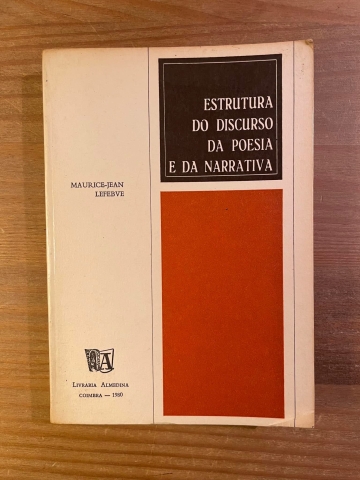 ESTRUTURA
DO DISCURSO
DA POESIA
E DA NARRATIVA
MAURICE-JEAN
LEFEBVE
A
LIVRARIA ALMEDINA
COIMBRA — 1980